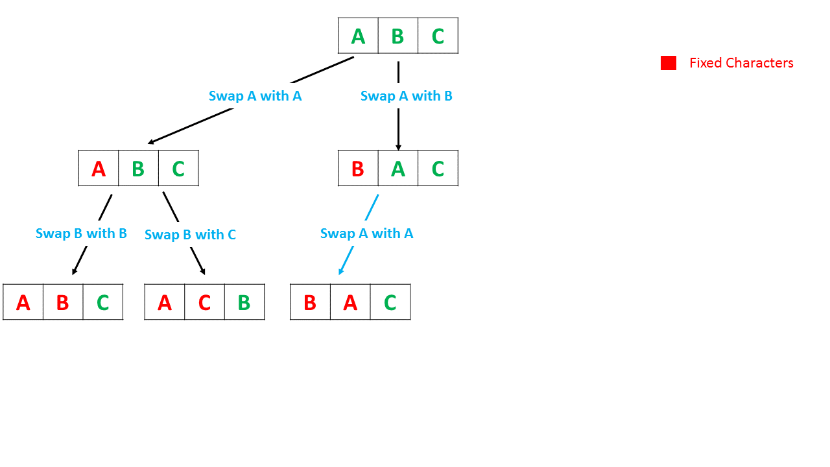 A B C
Fixed Characters
Swap A with A
Swap A with B
A B C
B A C
Swap B with B
Swap B with C
Swap A with A
A B C
A C B
B A C